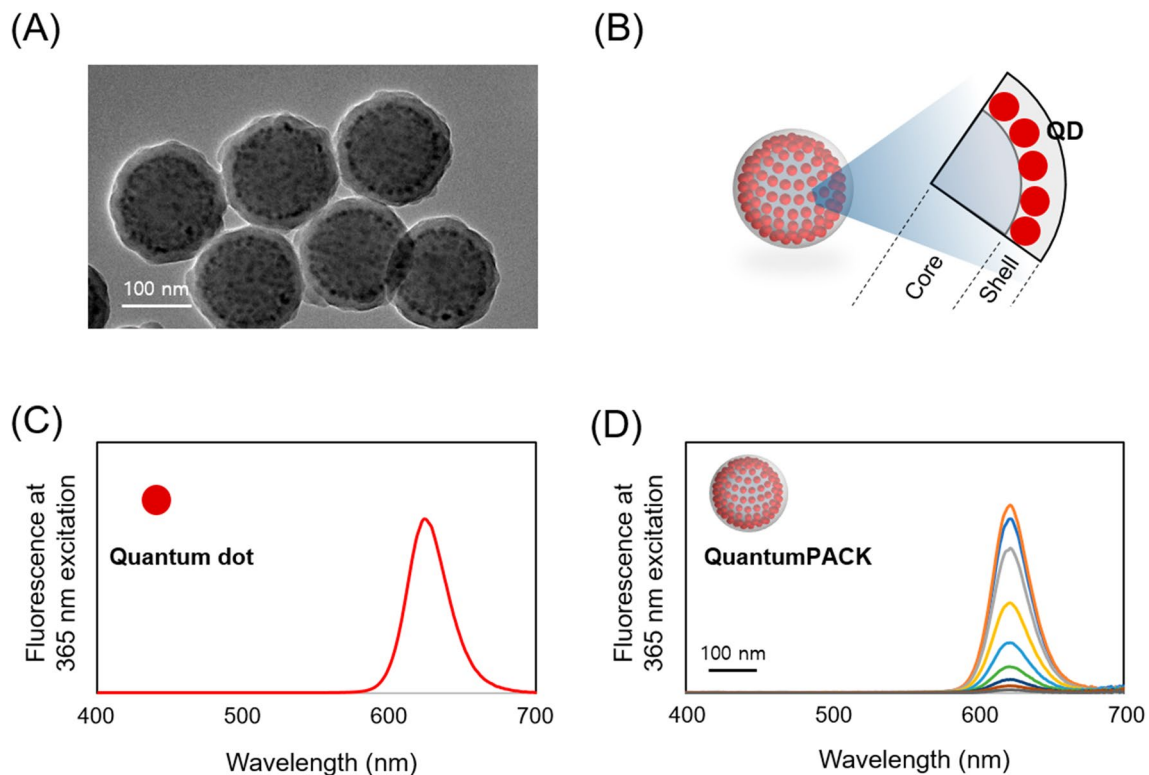 (A)
100 nm
(B)
QD
Core
Shell
(C)
Fluorescence at
365 nm excitation
Quantum dot
400
500
600
700
Wavelength (nm)
(D)
Fluorescence at
365 nm excitation
QuantumPACK
100 nm
400
500
600
700
Wavelength (nm)